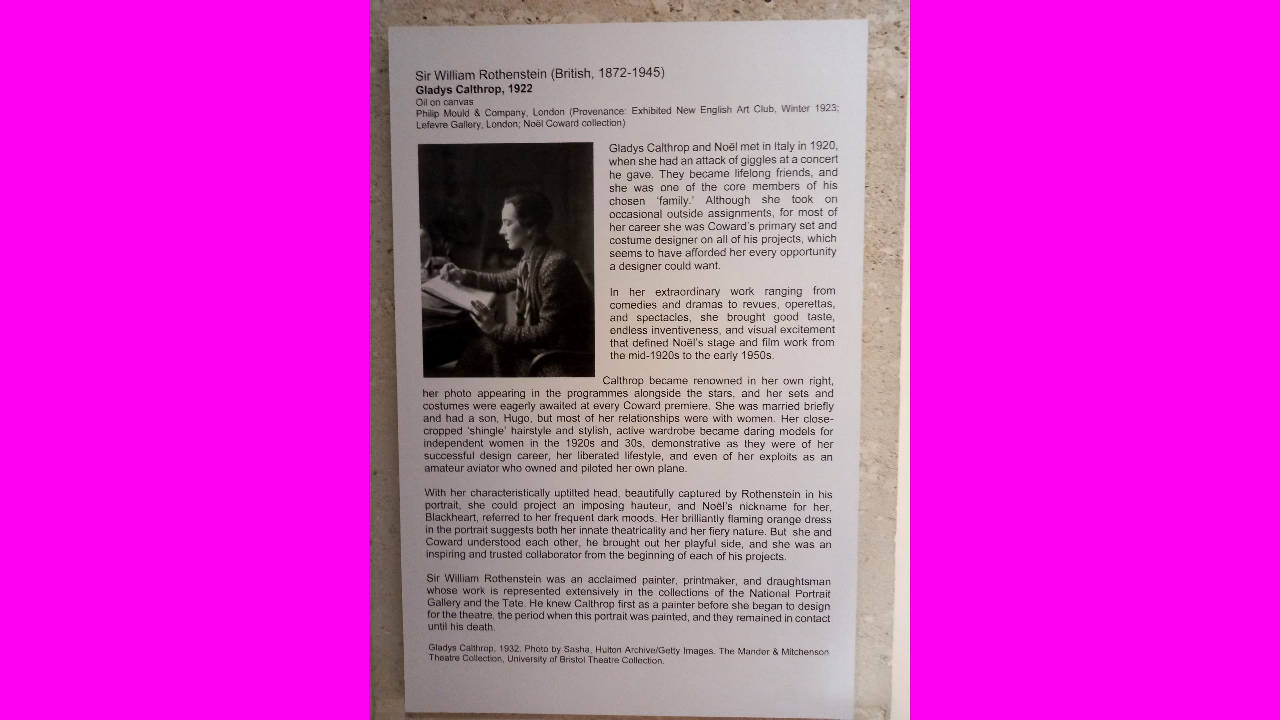 Sir William Rothenstein (British, 1872-1945)
Gladys Calthrop, 1922
Oil on canvas
Philip Mould & Company, London (Provenance: Exhibited New English Art Club, Winter 1923;
Lefevre Gallery, London; Noël Coward collection)
Gladys Calthrop and Noël met in Italy in 1920,
when she had an attack of giggles at a concert
he gave. They became lifelong friends, and
she was one of the core members of his
chosen ‘family.’ Although she took on
occasional outside assignments, for most of
her career she was Coward’s primary set and
costume designer on all of his projects, which
seems to have afforded her every opportunity
a designer could want.
In her extraordinary work ranging from
comedies and dramas to revues, operettas,
and spectacles, she brought good taste,
endless inventiveness, and visual excitement
that defined Noël’s stage and film work from
the mid-1920s to the early 1950s.
Calthrop became renowned in her own right,
her photo appearing in the programmes alongside the stars, and her sets and
costumes were eagerly awaited at every Coward premiere. She was married briefly
and had a son, Hugo, but most of her relationships were with women. Her close-
cropped ‘shingle’ hairstyle and stylish, active wardrobe became daring models for
independent women in the 1920s and 30s, demonstrative as they were of her
successful design career, her liberated lifestyle, and even of her exploits as an
amateur aviator who owned and piloted her own plane.
With her characteristically uptilted head, beautifully captured by Rothenstein in his
portrait, she could project an imposing hauteur, and Noël’s nickname for her,
Blackheart, referred to her frequent dark moods. Her brilliantly flaming orange dress
in the portrait suggests both her innate theatricality and her fiery nature. But she and
Coward understood each other, he brought out her playful side, and she was an
inspiring and trusted collaborator from the beginning of each of his projects.
Sir William Rothenstein was an acclaimed painter, printmaker, and draughtsman
whose work is represented extensively in the collections of the National Portrait
Gallery and the Tate. He knew Calthrop first as a painter before she began to design
for the theatre, the period when this portrait was painted, and they remained in contact
until his death.
Gladys Calthrop, 1932. Photo by Sasha, Hulton Archive/Getty Images. The Mander & Mitchenson
Theatre Collection, University of Bristol Theatre Collection.